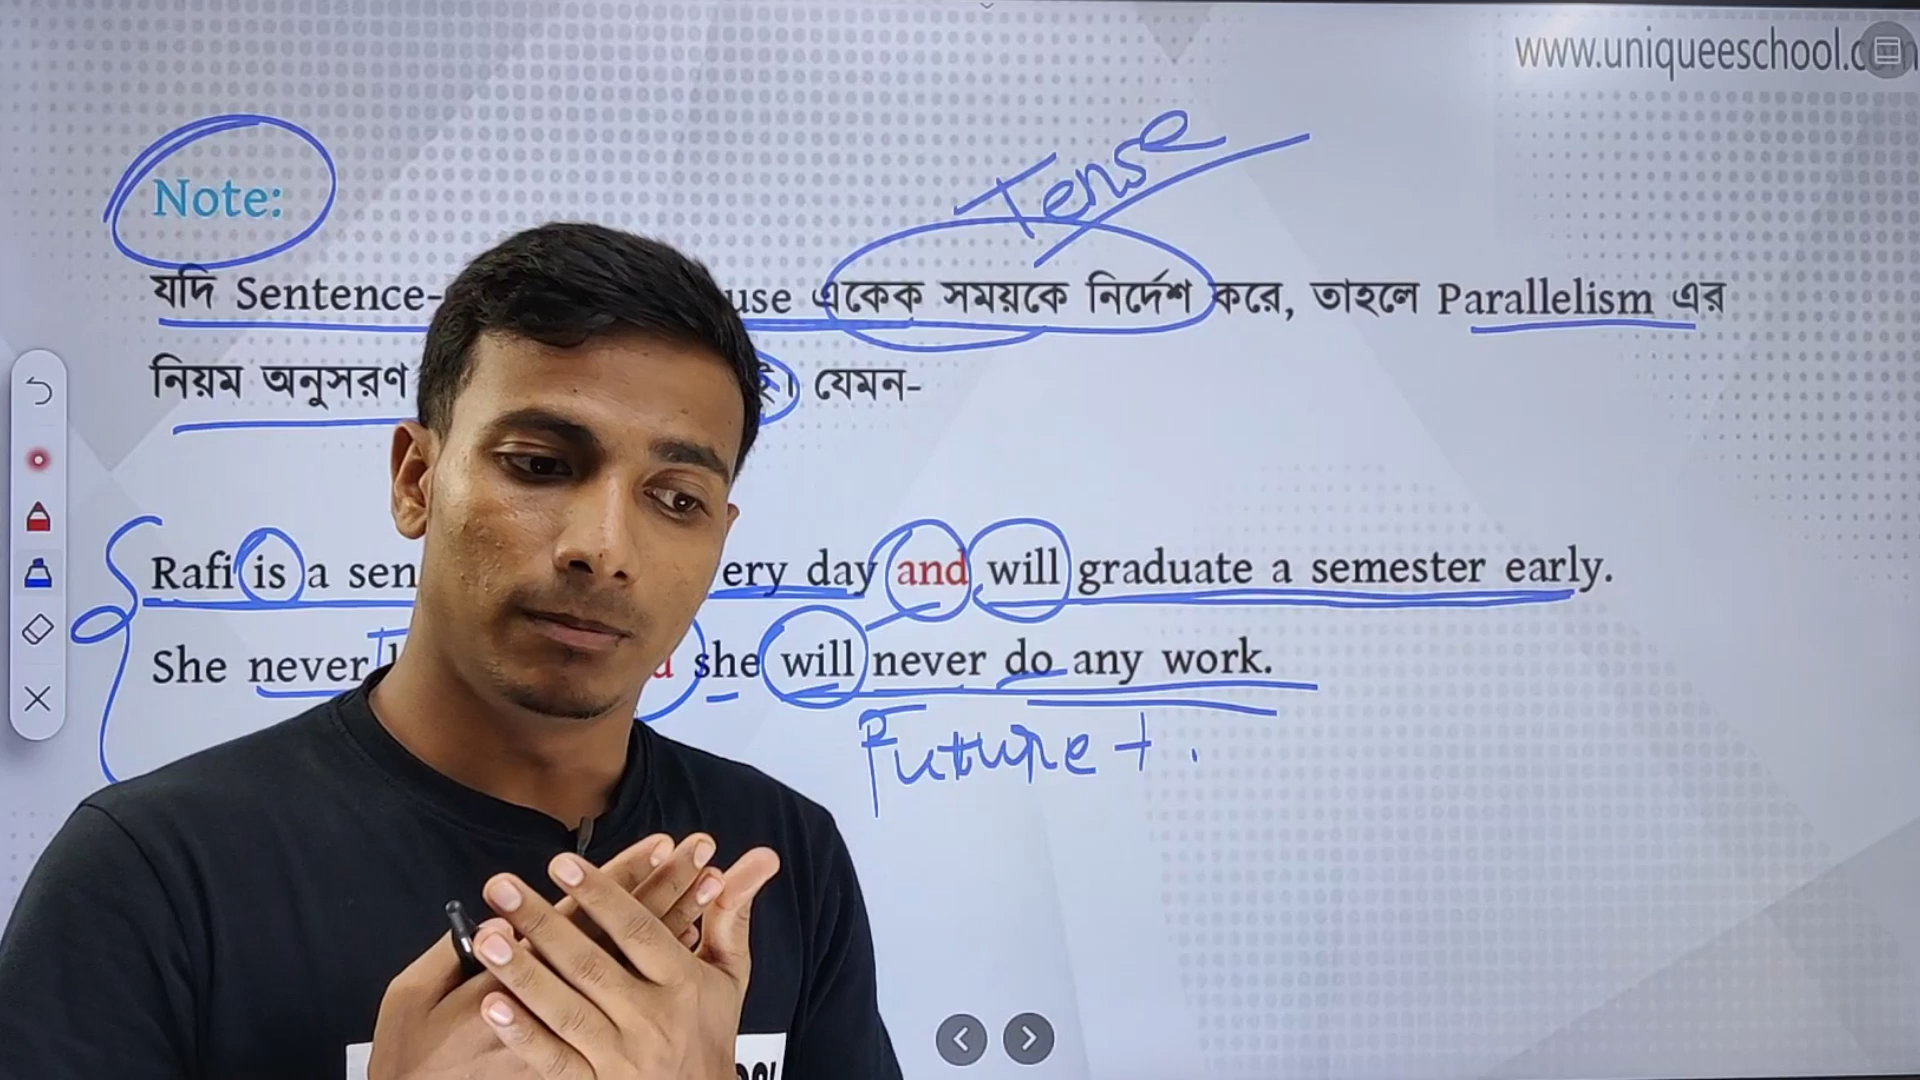 www.uniqueeschool.c
Tense
Note:
যদি Sentence- use একেক সময়কে নির্দেশ করে, তাহলে Parallelism এর
নিয়ম অনুসরণ ই। যেমন-
Rafi is a sen ery day and will graduate a semester early.
She never she will never do any work.
Future +